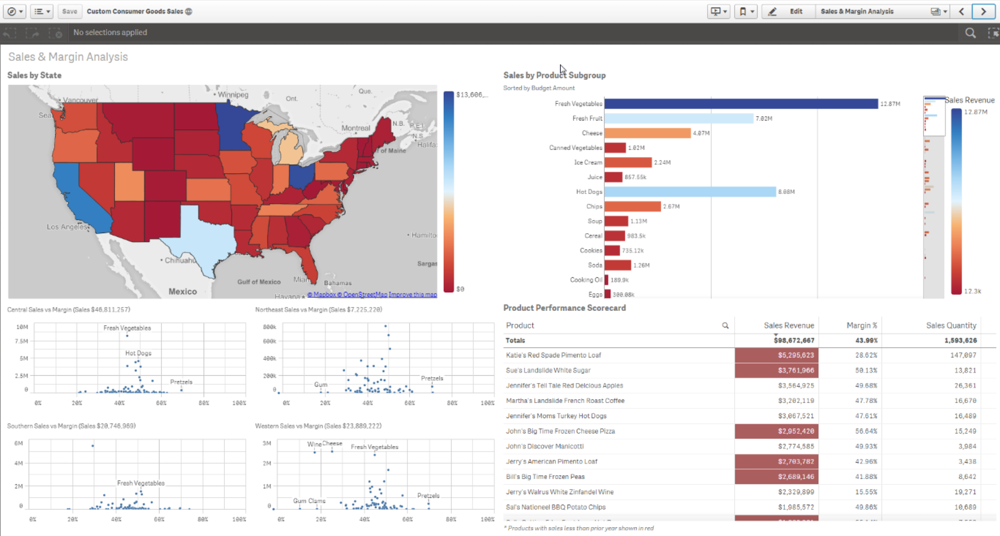 Save
Custom Consumer Goods Sales
Edit
Sales & Margin Analysis
No selections applied
Sales & Margin Analysis
Sales by State
Vancouver
Winnipeg
Ont.
Que.
Montreal
N.B.
P.E.I.
N.S
Halifa
of Maine
Los Angeles
Chihuahu
Mexico
Gulf of Mexico
Bahamas
Hamilto
Sargas
Havana
© Mapbox © OpenStreetMap Improve this map
$13,606,...
$0
Sales by Product Subgroup
Sorted by Budget Amount
Fresh Vegetables 12.87M
Fresh Fruit 7.02M
Cheese 4.07M
Canned Vegetables 1.02M
Ice Cream 2.24M
Juice 857.55k
Hot Dogs 8.08M
Chips 2.67M
Soup 1.13M
Cereal 983.5k
Cookies 735.12k
Soda 1.26M
Cooking Oil 189.9k
Eggs 300.08k
Sales Revenue
12.87M
12.3k
Central Sales vs Margin (Sales $46,811,257)
10M
7.5M
5M
2.5M
0
Fresh Vegetables
Hot Dogs
Pretzels
0% 20% 40% 60% 80% 100%
Northeast Sales vs Margin (Sales $7,225,220)
800k
600k
400k
200k
0
Gum
Pretzels
0% 20% 40% 60% 80% 100%
Southern Sales vs Margin (Sales $20,746,969)
6M
4M
2M
0
Fresh Vegetables
0% 20% 40% 60% 80% 100%
Western Sales vs Margin (Sales $23,889,222)
3M
2M
1M
0
Wine Cheese
Fresh Vegetables
Gum Clams
Pretzels
0% 20% 40% 60% 80% 100%
Product Performance Scorecard
Product Sales Revenue Margin % Sales Quantity
Totals $98,672,667 43.99% 1,593,626
Katie's Red Spade Pimento Loaf $5,295,623 28.62% 147,097
Sue's Landslide White Sugar $3,761,966 50.13% 13,821
Jennifer's Tell Tale Red Delcious Apples $3,564,925 49.68% 26,361
Martha's Landslide French Roast Coffee $3,202,119 47.78% 16,670
Jennifer's Moms Turkey Hot Dogs $3,067,521 47.61% 16,489
John's Big Time Frozen Cheese Pizza $2,952,420 56.64% 15,249
John's Discover Manicotti $2,774,585 49.93% 3,984
Jerry's American Pimento Loaf $2,703,782 42.96% 3,438
Bill's Big Time Frozen Peas $2,689,146 41.88% 8,642
Jerry's Walrus White Zinfandel Wine $2,329,899 15.55% 19,271
Sal's Nationeel BBQ Potato Chips $1,985,572 49.86% 10,689
* Products with sales less than prior year shown in red